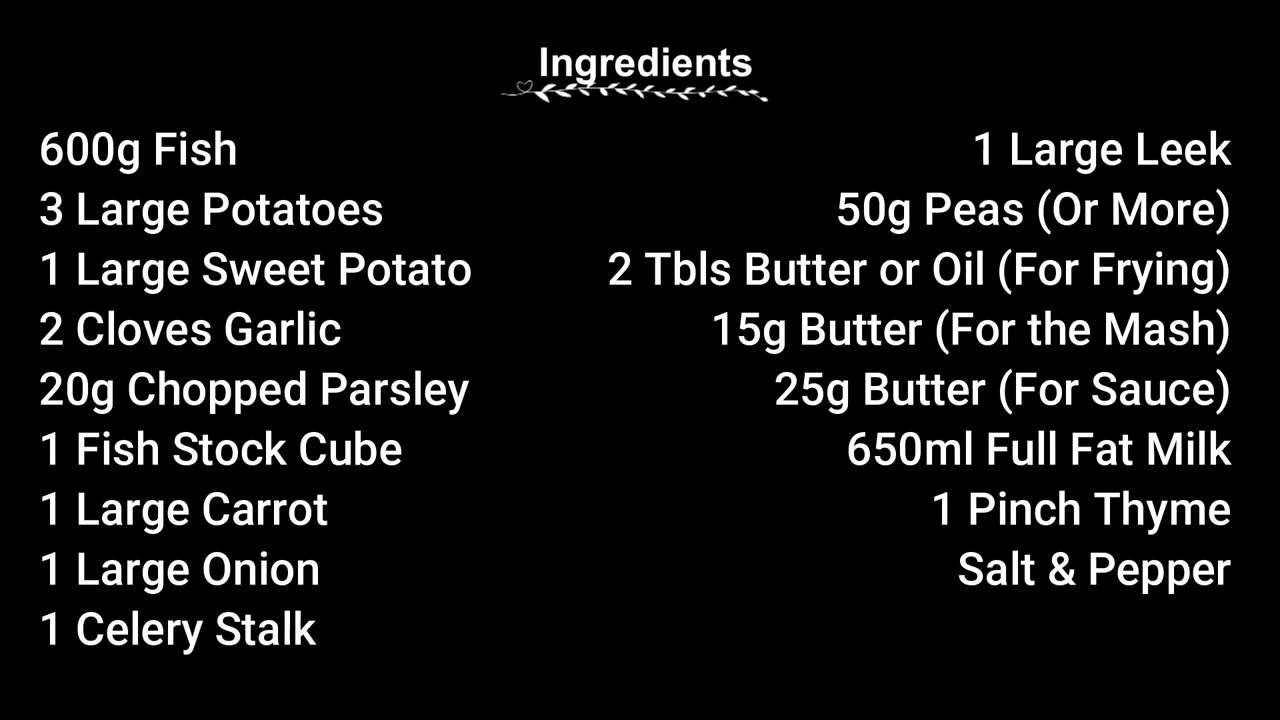 Ingredients
600g Fish
3 Large Potatoes
1 Large Sweet Potato
2 Cloves Garlic
20g Chopped Parsley
1 Fish Stock Cube
1 Large Carrot
1 Large Onion
1 Celery Stalk
1 Large Leek
50g Peas (Or More)
2 Tbls Butter or Oil (For Frying)
15g Butter (For the Mash)
25g Butter (For Sauce)
650ml Full Fat Milk
1 Pinch Thyme
Salt & Pepper